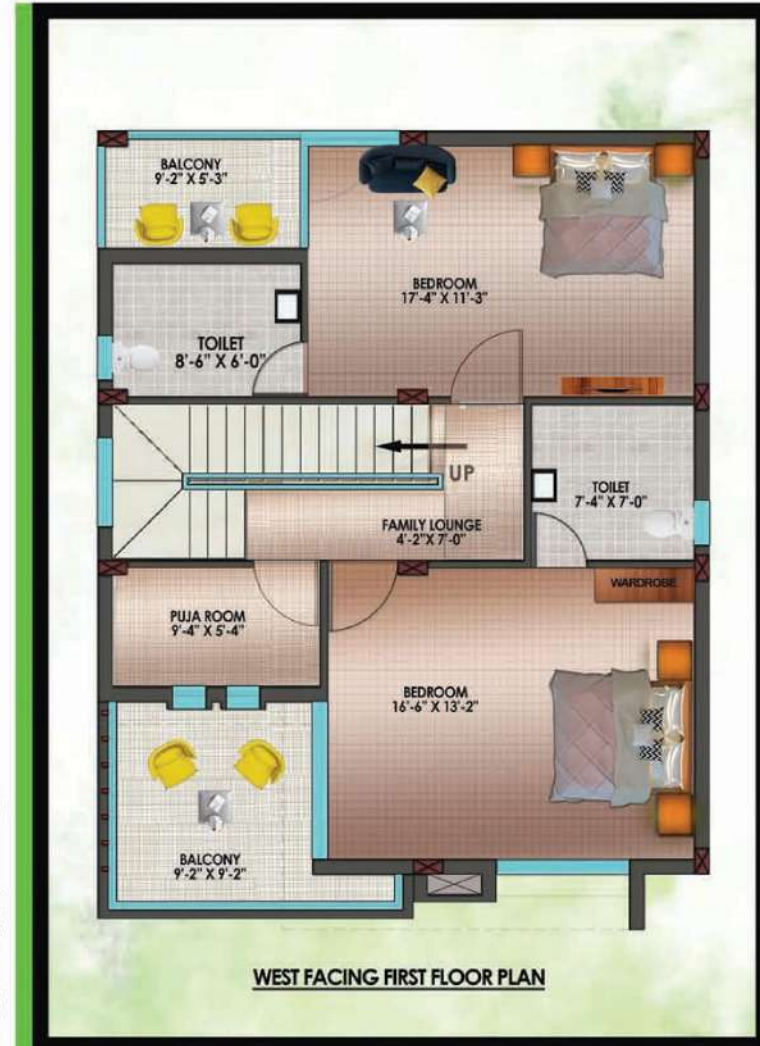 BALCONY
9'-2" X 5'-3"
BEDROOM
17'-4" X 11'-3"
TOILET
8'-6" X 6'-0"
UP
TOILET
7'-4" X 7'-0"
FAMILY LOUNGE
4'-2"X 7'-0"
WARDROBE
PUJA ROOM
9'-4" X 5'-4"
BEDROOM
16'-6" X 13'-2"
BALCONY
9'-2" X 9'-2"
WEST FACING FIRST FLOOR PLAN